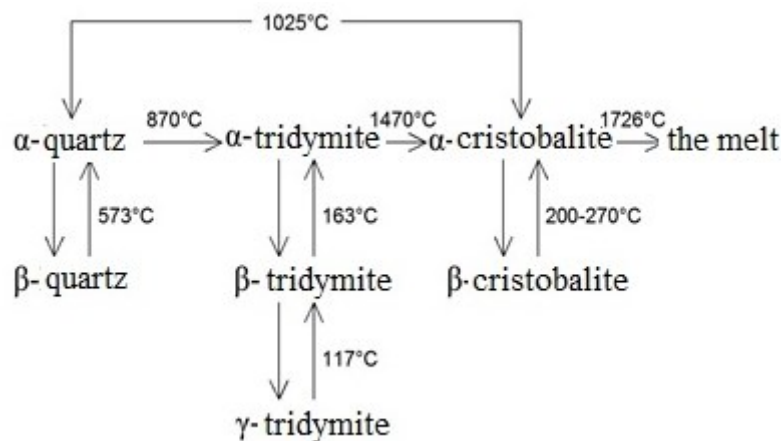 1025°C
870°C 1470°C 1726°C
α-quartz α-tridymite α-cristobalite the melt
573°C 163°C 200-270°C
β-quartz β-tridymite β-cristobalite
117°C
γ-tridymite